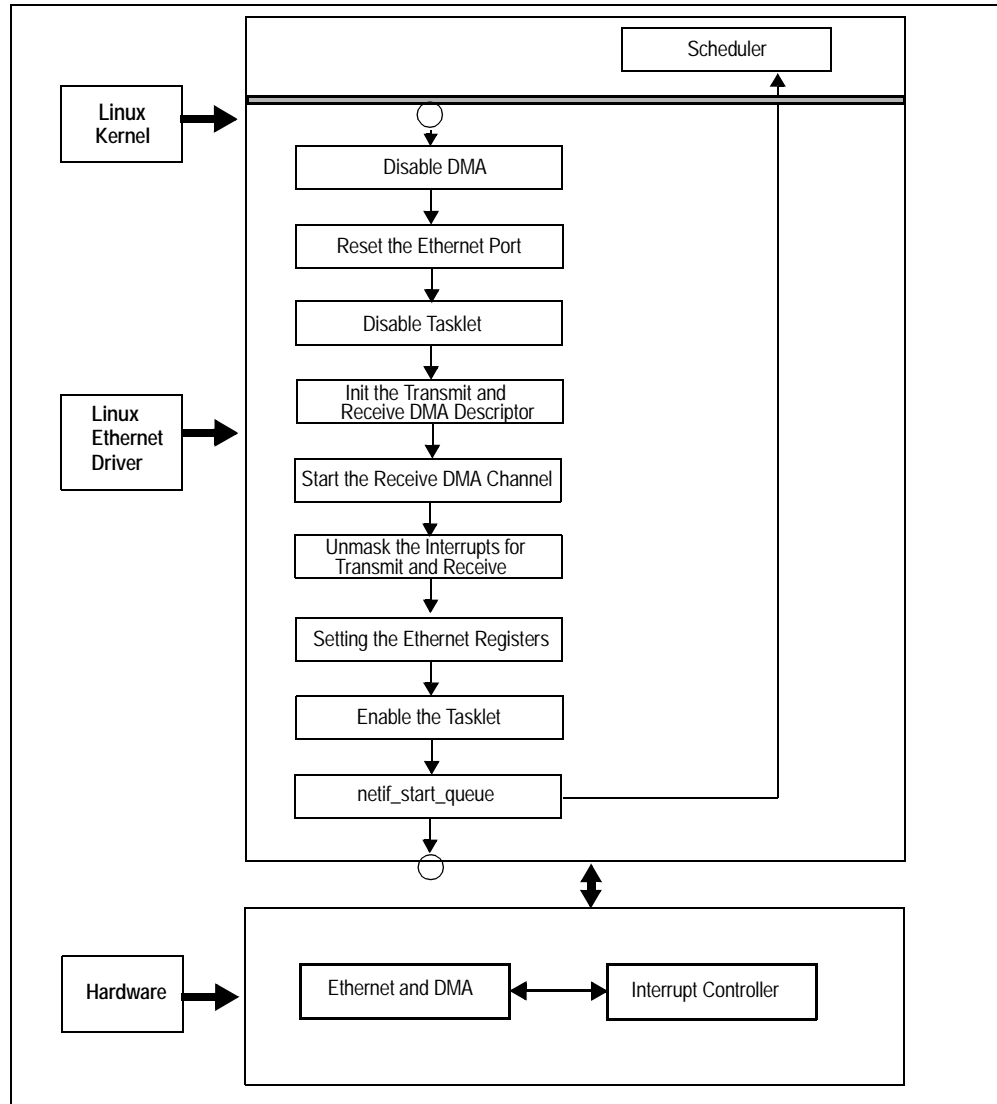 Scheduler
Linux
Kernel
Disable DMA
Reset the Ethernet Port
Disable Tasklet
Init the Transmit and
Receive DMA Descriptor
Linux
Ethernet
Driver
Start the Receive DMA Channel
Unmask the Interrupts for
Transmit and Receive
Setting the Ethernet Registers
Enable the Tasklet
netif_start_queue
Hardware
Ethernet and DMA
Interrupt Controller